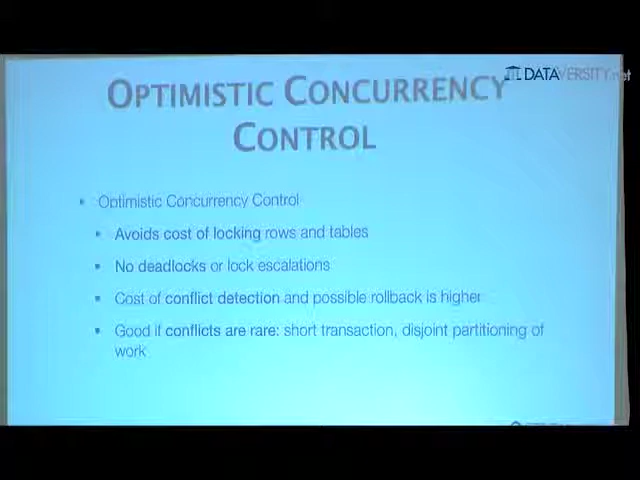 OPTIMISTIC CONCURRENCY
CONTROL
DATAVERSITY.net
▪ Optimistic Concurrency Control
▪ Avoids cost of locking rows and tables
▪ No deadlocks or lock escalations
▪ Cost of conflict detection and possible rollback is higher
▪ Good if conflicts are rare: short transaction, disjoint partitioning of
work